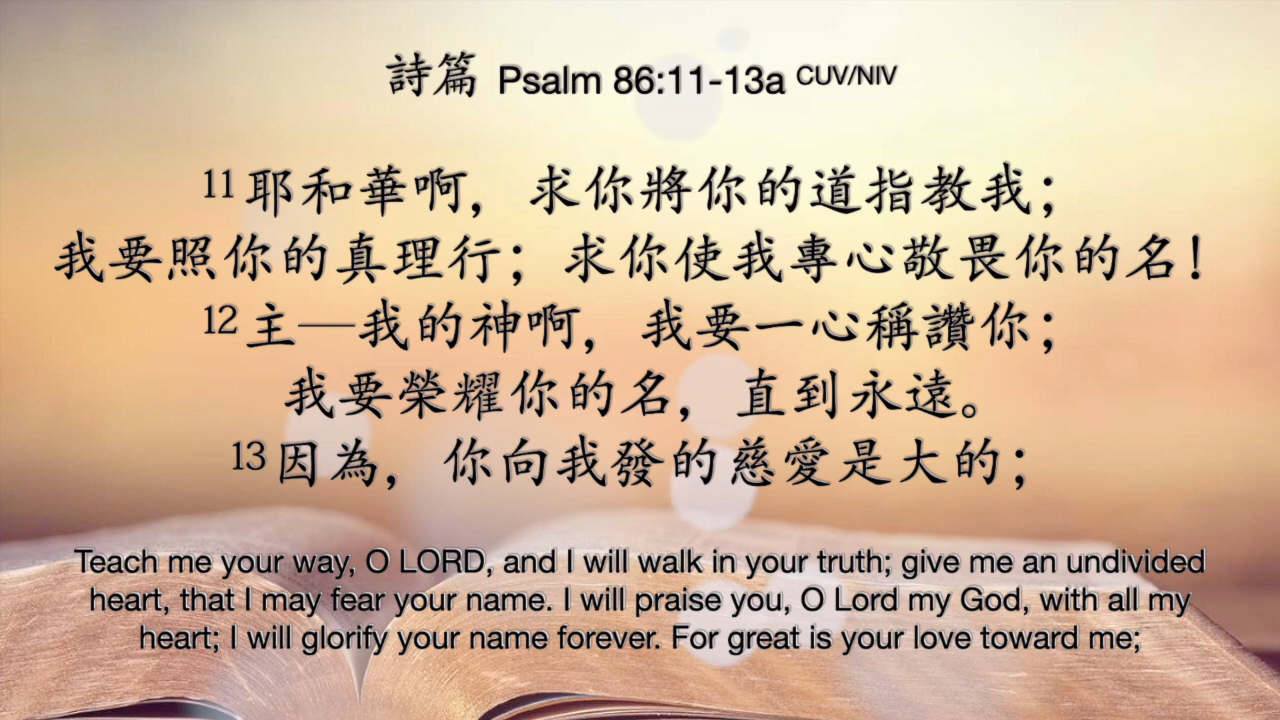 詩篇 Psalm 86:11-13a CUV/NIV
11 耶和華啊，求你將你的道指教我；
我要照你的真理行；求你使我專心敬畏你的名！
12 主—我的神啊，我要一心稱讚你；
我要榮耀你的名，直到永遠。
13 因為，你向我發的慈愛是大的；
Teach me your way, O LORD, and I will walk in your truth; give me an undivided
heart, that I may fear your name. I will praise you, O Lord my God, with all my
heart; I will glorify your name forever. For great is your love toward me;